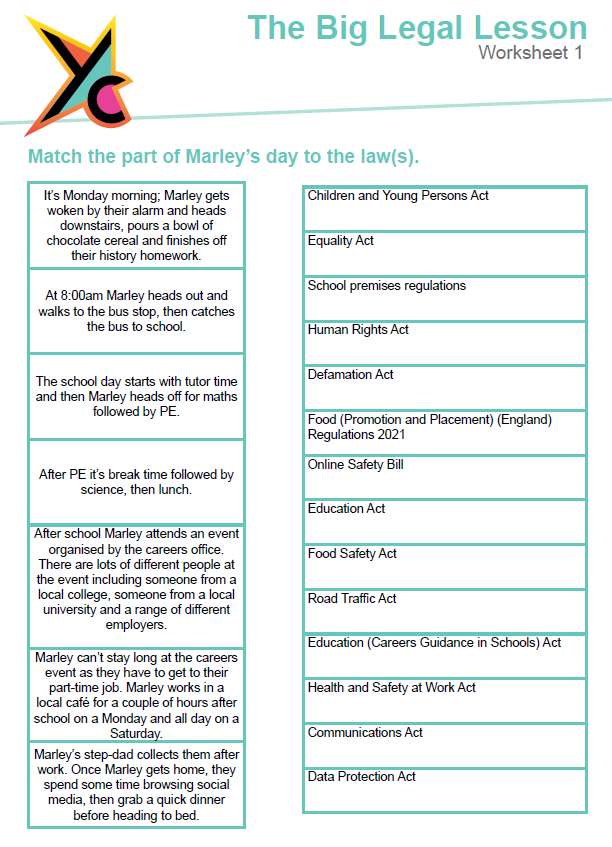 The Big Legal Lesson
Worksheet 1
Match the part of Marley's day to the law(s).
It's Monday morning; Marley gets
woken by their alarm and heads
downstairs, pours a bowl of
chocolate cereal and finishes off
their history homework.
At 8:00am Marley heads out and
walks to the bus stop, then catches
the bus to school.
The school day starts with tutor time
and then Marley heads off for maths
followed by PE.
After PE it's break time followed by
science, then lunch.
After school Marley attends an event
organised by the careers office.
There are lots of different people at
the event including someone from a
local college, someone from a local
university and a range of different
employers.
Marley can't stay long at the careers
event as they have to get to their
part-time job. Marley works in a
local café for a couple of hours after
school on a Monday and all day on a
Saturday.
Marley's step-dad collects them after
work. Once Marley gets home, they
spend some time browsing social
media, then grab a quick dinner
before heading to bed.
Children and Young Persons Act
Equality Act
School premises regulations
Human Rights Act
Defamation Act
Food (Promotion and Placement) (England)
Regulations 2021
Online Safety Bill
Education Act
Food Safety Act
Road Traffic Act
Education (Careers Guidance in Schools) Act
Health and Safety at Work Act
Communications Act
Data Protection Act